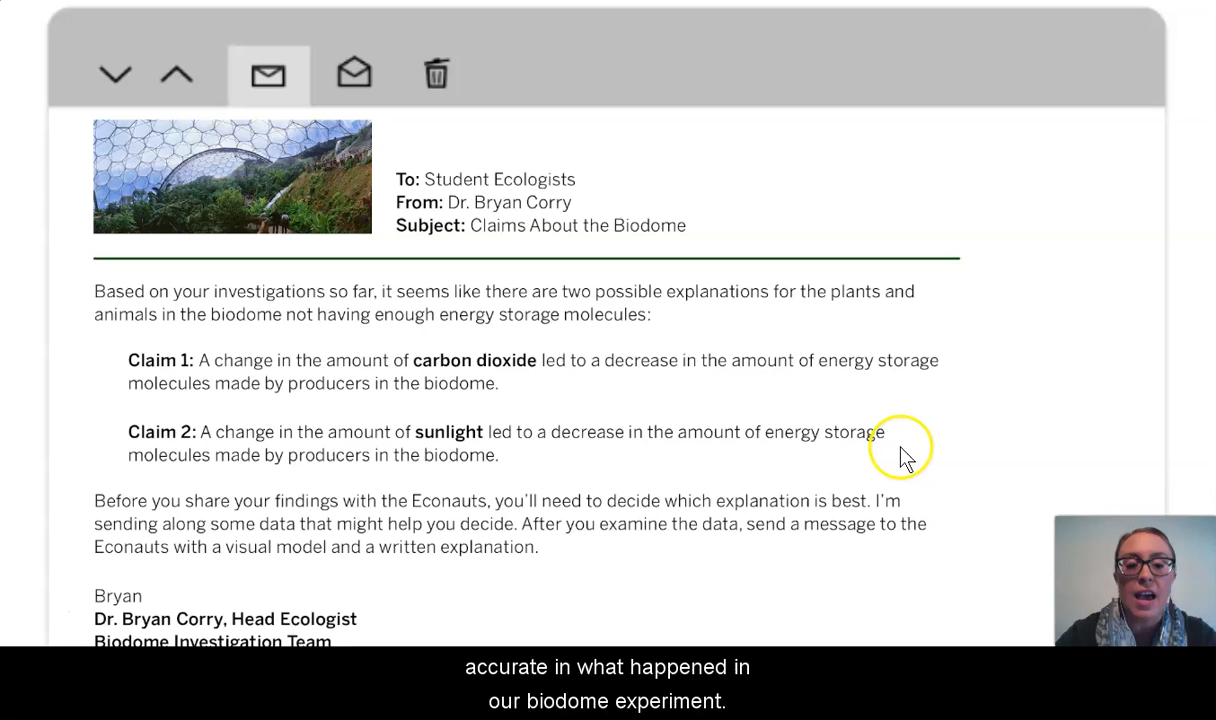 To: Student Ecologists
From: Dr. Bryan Corry
Subject: Claims About the Biodome
Based on your investigations so far, it seems like there are two possible explanations for the plants and
animals in the biodome not having enough energy storage molecules:
Claim 1: A change in the amount of carbon dioxide led to a decrease in the amount of energy storage
molecules made by producers in the biodome.
Claim 2: A change in the amount of sunlight led to a decrease in the amount of energy storage
molecules made by producers in the biodome.
Before you share your findings with the Econauts, you'll need to decide which explanation is best. I'm
sending along some data that might help you decide. After you examine the data, send a message to the
Econauts with a visual model and a written explanation.
Bryan
Dr. Bryan Corry, Head Ecologist
Biodome Investigation Team
accurate in what happened in
our biodome experiment.